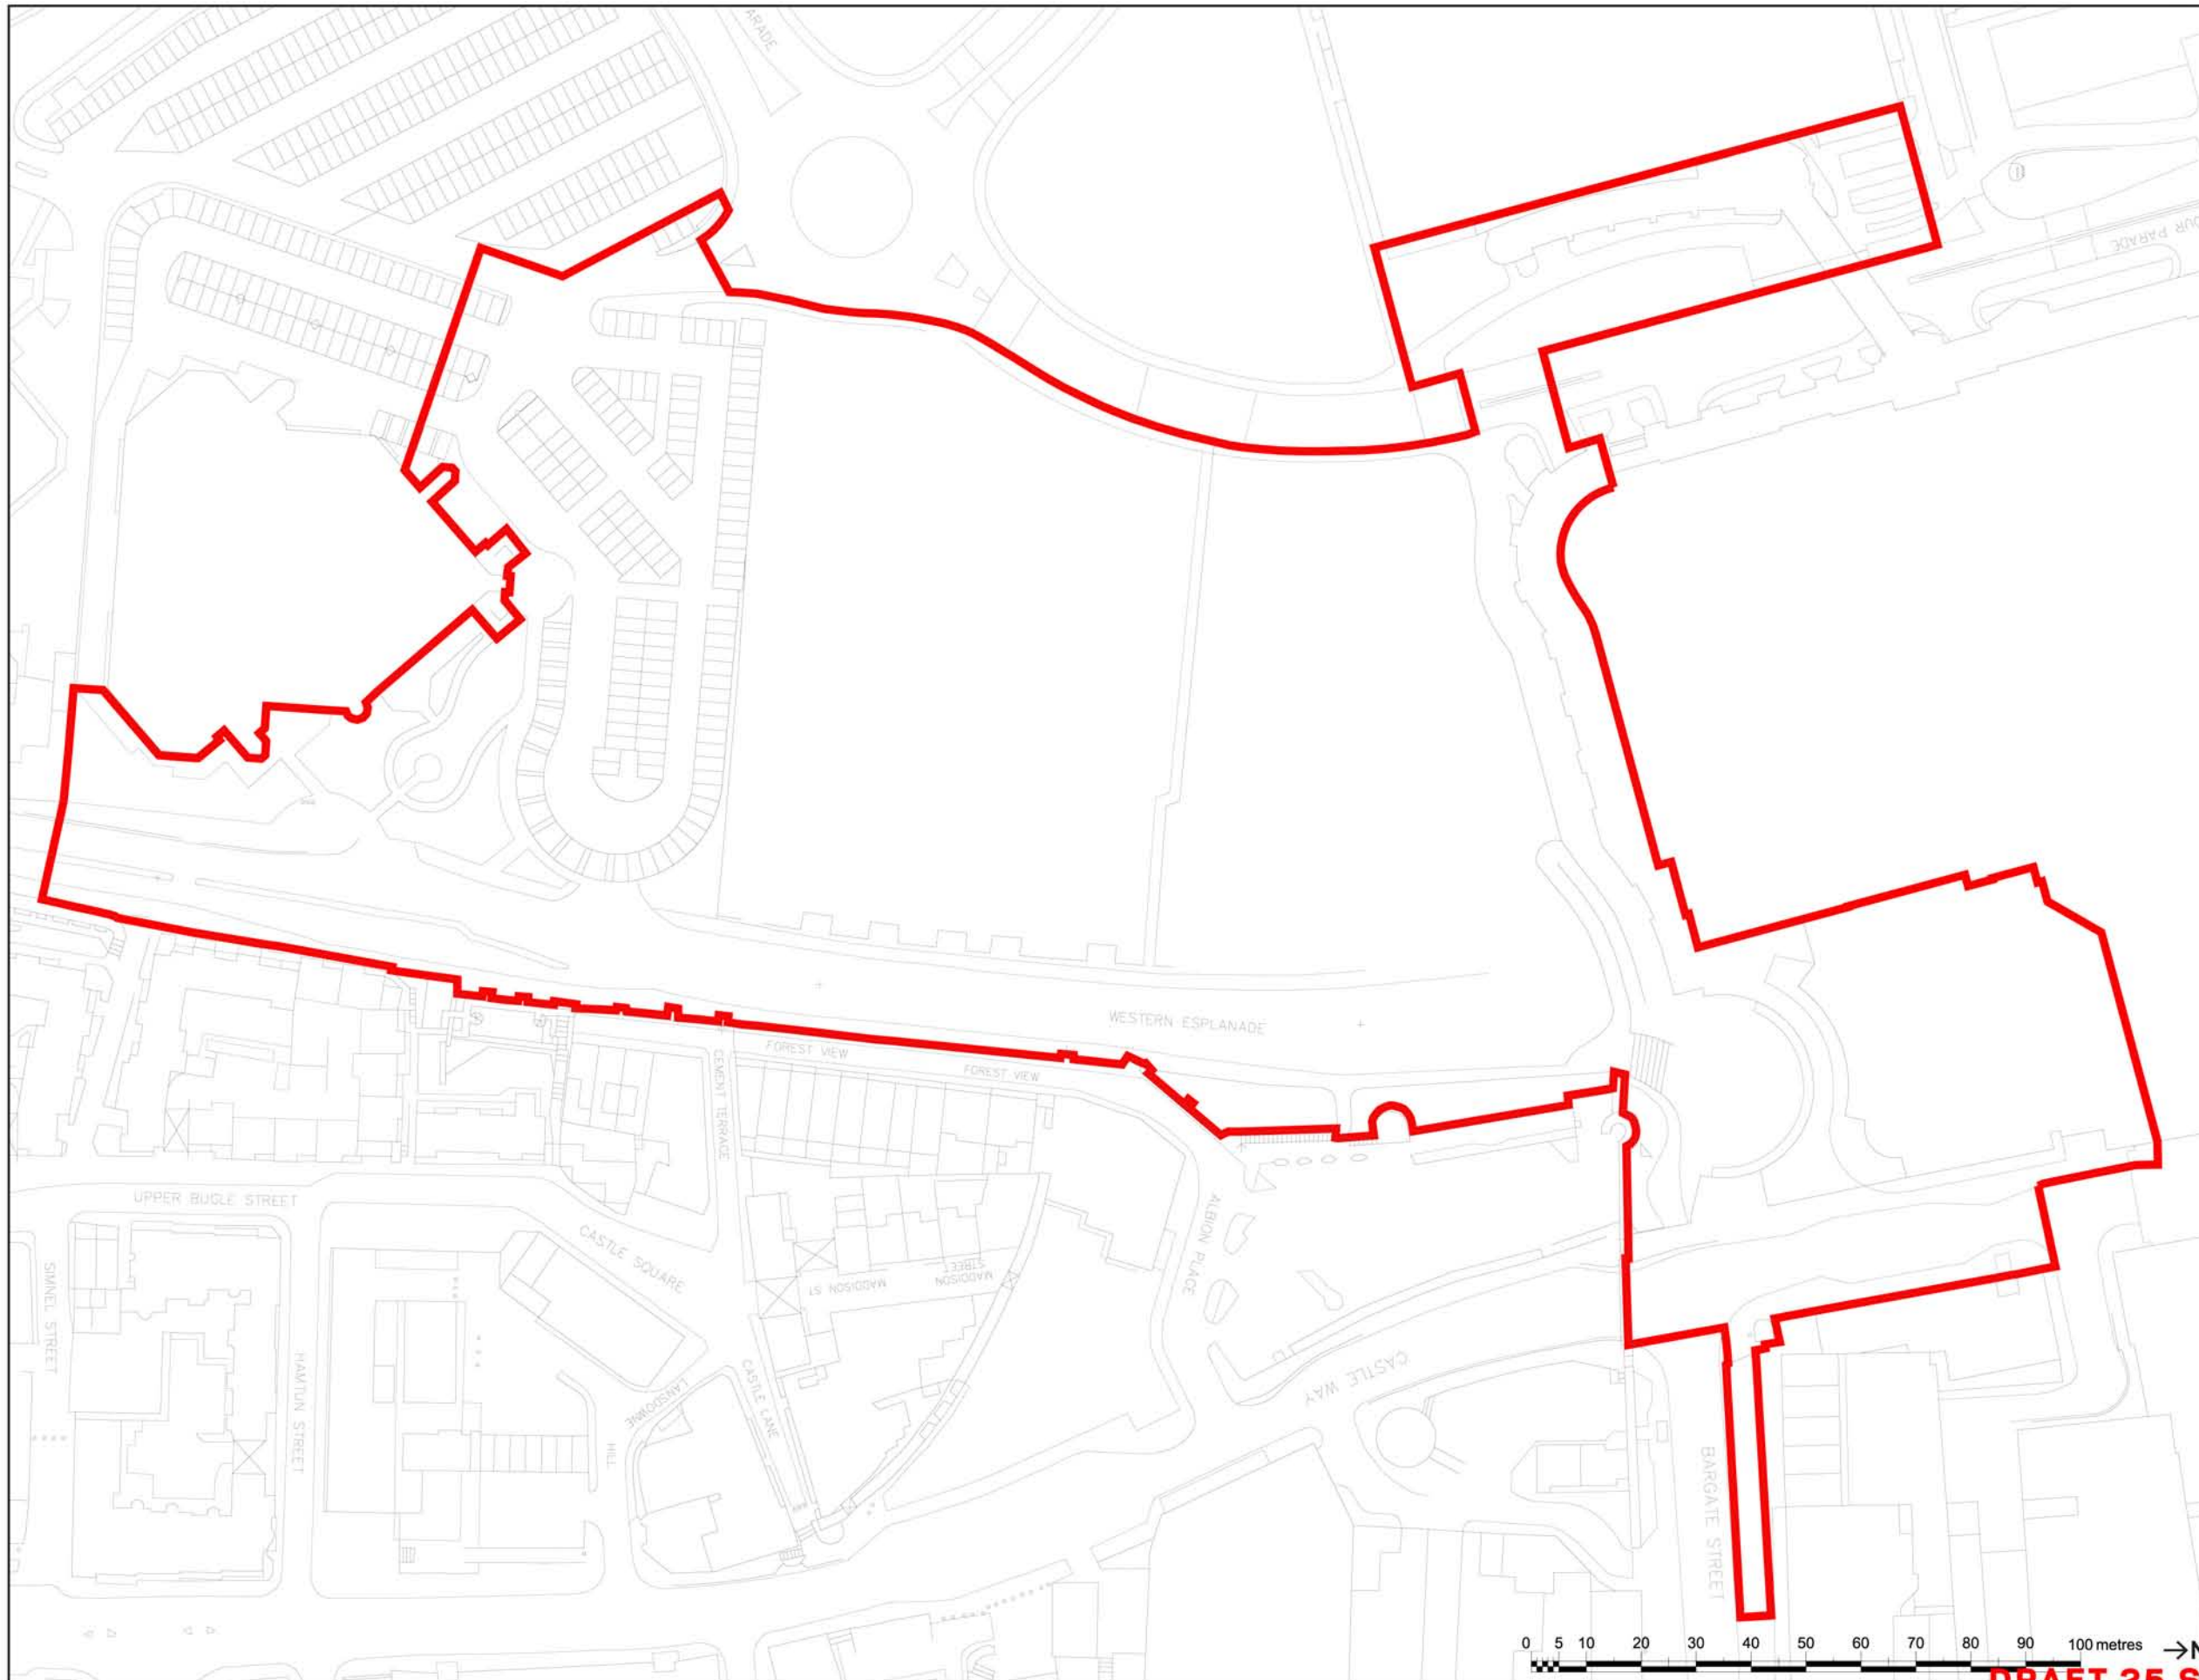 ARADE
OUR PARADE
WESTERN ESPLANADE
FOREST VIEW
FOREST VIEW
CEMENT TERRACE
UPPER BUGLE STREET
CASTLE SQUARE
ALBION PLACE
MADDISON ST
MADDISON
STREET
SIMNEL STREET
HAMTUN STREET
LANSDOWNE
HILL
CASTLE LANE
CASTLE WAY
BARGATE STREET
0 5 10 20 30 40 50 60 70 80 90 100 metres
N
DRAFT 25 S